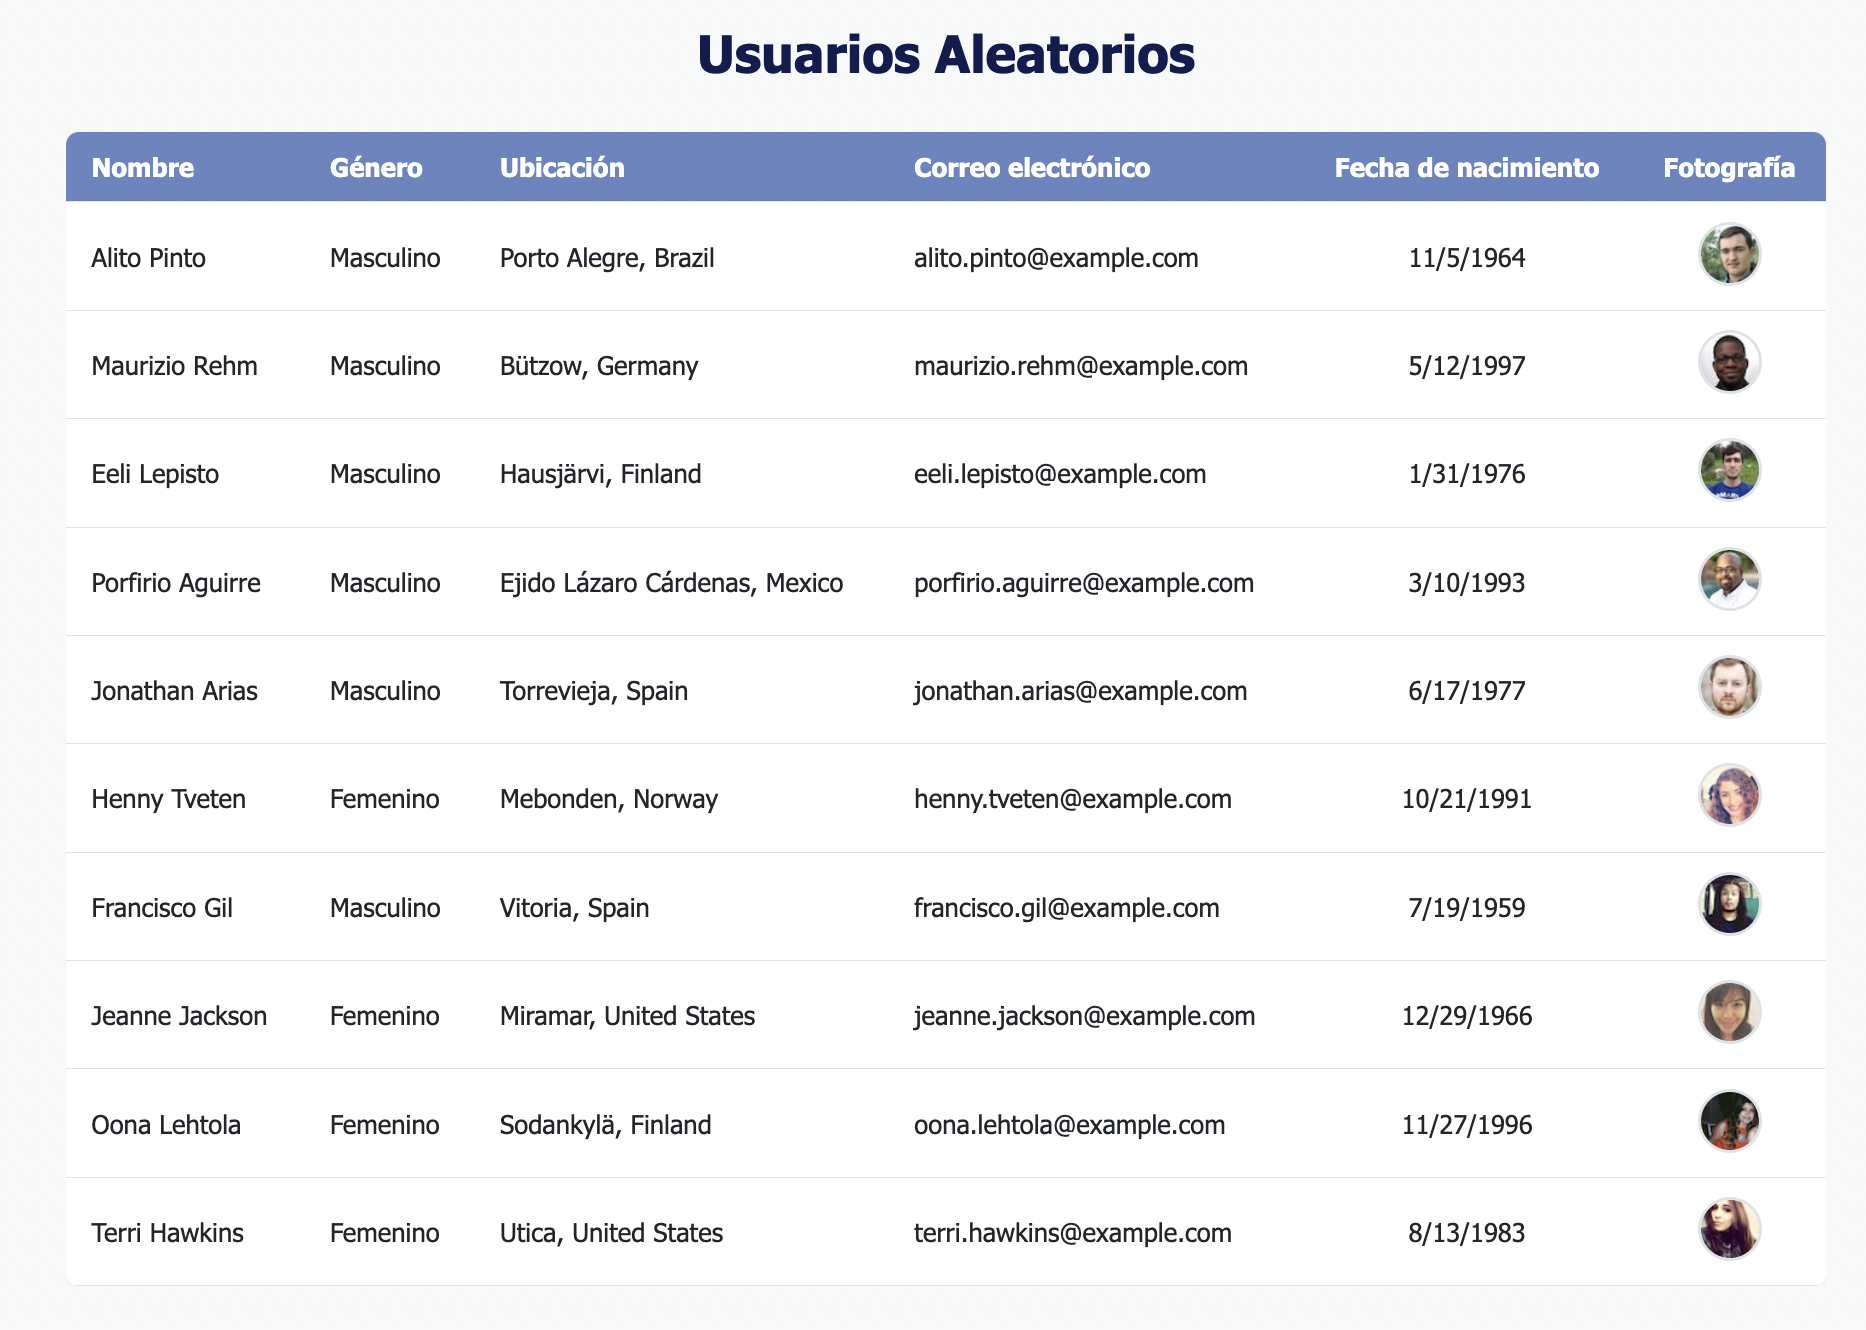 Usuarios Aleatorios
Nombre Género Ubicación Correo electrónico Fecha de nacimiento Fotografía
Alito Pinto Masculino Porto Alegre, Brazil alito.pinto@example.com 11/5/1964
Maurizio Rehm Masculino Bützow, Germany maurizio.rehm@example.com 5/12/1997
Eeli Lepisto Masculino Hausjärvi, Finland eeli.lepisto@example.com 1/31/1976
Porfirio Aguirre Masculino Ejido Lázaro Cárdenas, Mexico porfirio.aguirre@example.com 3/10/1993
Jonathan Arias Masculino Torrevieja, Spain jonathan.arias@example.com 6/17/1977
Henny Tveten Femenino Mebonden, Norway henny.tveten@example.com 10/21/1991
Francisco Gil Masculino Vitoria, Spain francisco.gil@example.com 7/19/1959
Jeanne Jackson Femenino Miramar, United States jeanne.jackson@example.com 12/29/1966
Oona Lehtola Femenino Sodankylä, Finland oona.lehtola@example.com 11/27/1996
Terri Hawkins Femenino Utica, United States terri.hawkins@example.com 8/13/1983